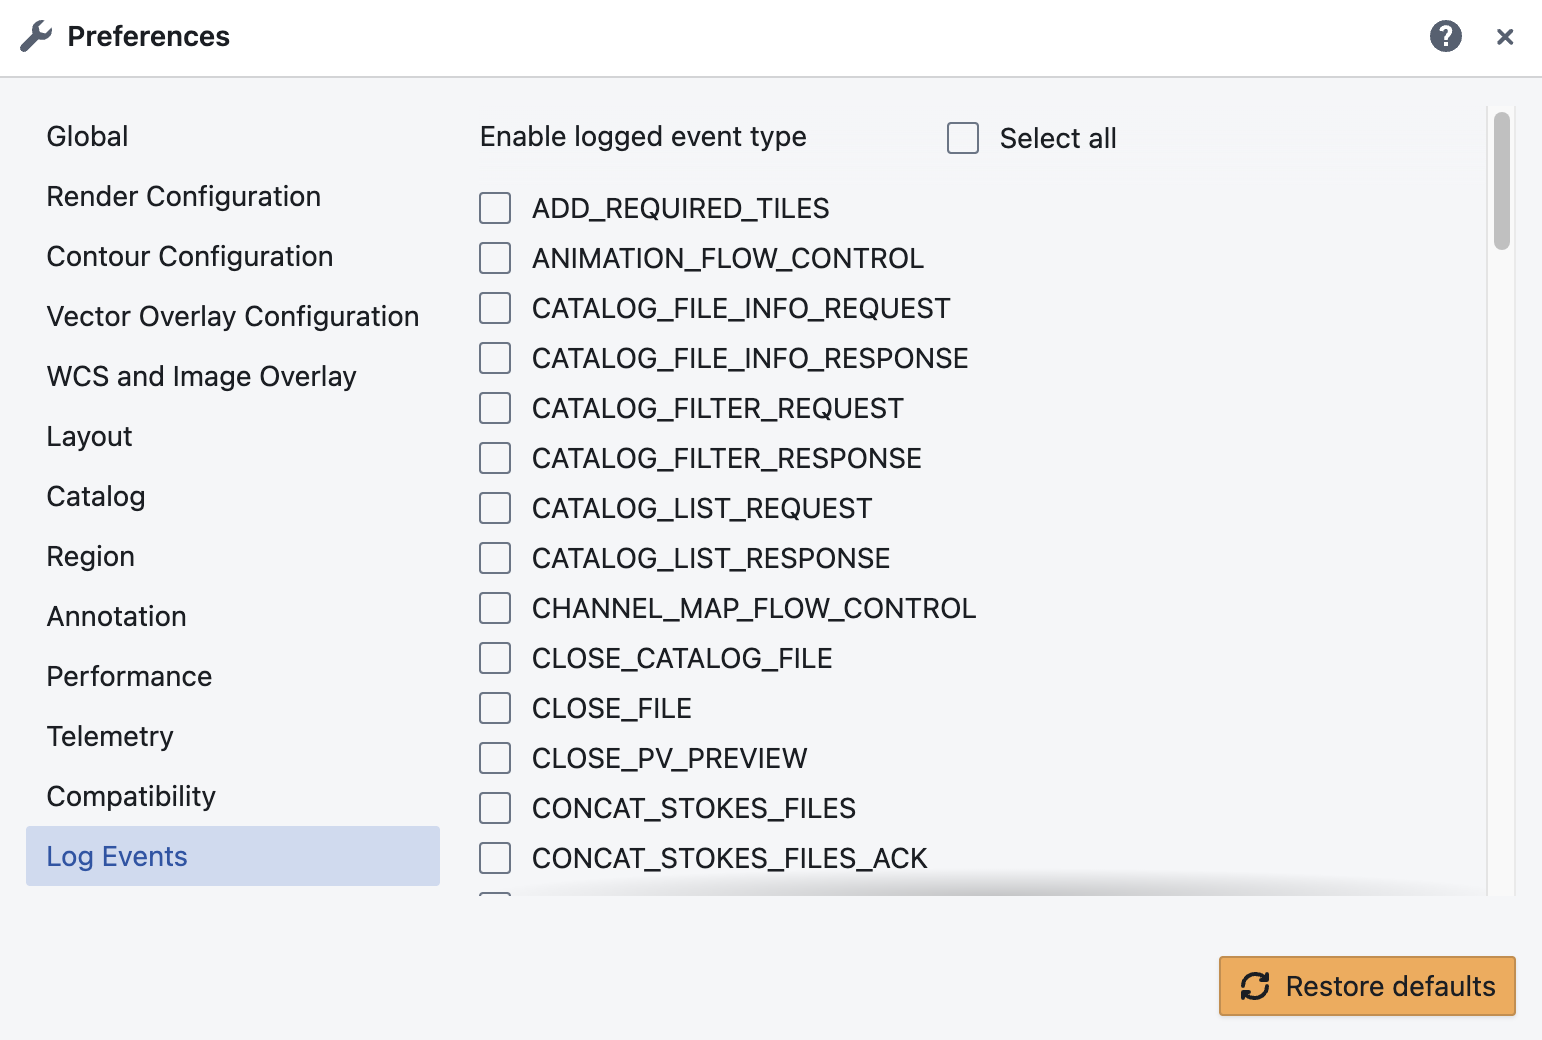 Preferences
Global
Render Configuration
Contour Configuration
Vector Overlay Configuration
WCS and Image Overlay
Layout
Catalog
Region
Annotation
Performance
Telemetry
Compatibility
Log Events
Enable logged event type
Select all
ADD_REQUIRED_TILES
ANIMATION_FLOW_CONTROL
CATALOG_FILE_INFO_REQUEST
CATALOG_FILE_INFO_RESPONSE
CATALOG_FILTER_REQUEST
CATALOG_FILTER_RESPONSE
CATALOG_LIST_REQUEST
CATALOG_LIST_RESPONSE
CHANNEL_MAP_FLOW_CONTROL
CLOSE_CATALOG_FILE
CLOSE_FILE
CLOSE_PV_PREVIEW
CONCAT_STOKES_FILES
CONCAT_STOKES_FILES_ACK
Restore defaults